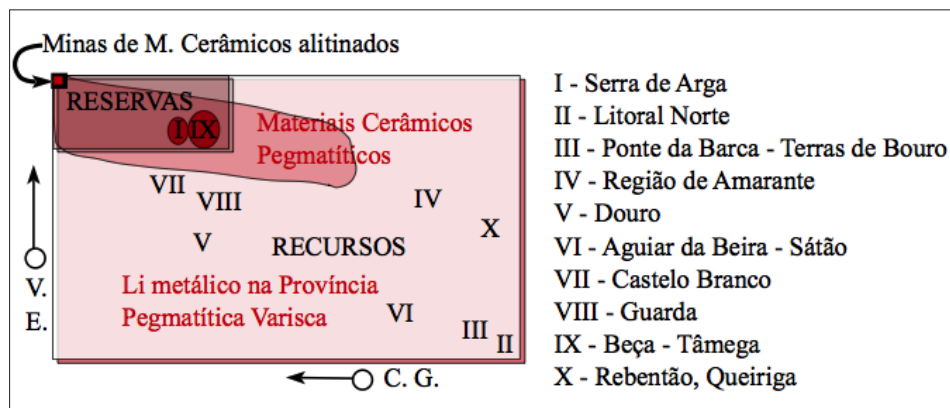 Minas de M. Cerâmicos alitinados
RESERVAS
I IX
Materiais Cerâmicos
Pegmatíticos
VII
VIII
IV
X
V
RECURSOS
Li metálico na Província
Pegmatítica Varisca
VI
III
II
V.
E.
C. G.
I - Serra de Arga
II - Litoral Norte
III - Ponte da Barca - Terras de Bouro
IV - Região de Amarante
V - Douro
VI - Aguiar da Beira - Sátão
VII - Castelo Branco
VIII - Guarda
IX - Beça - Tâmega
X - Rebentão, Queiriga